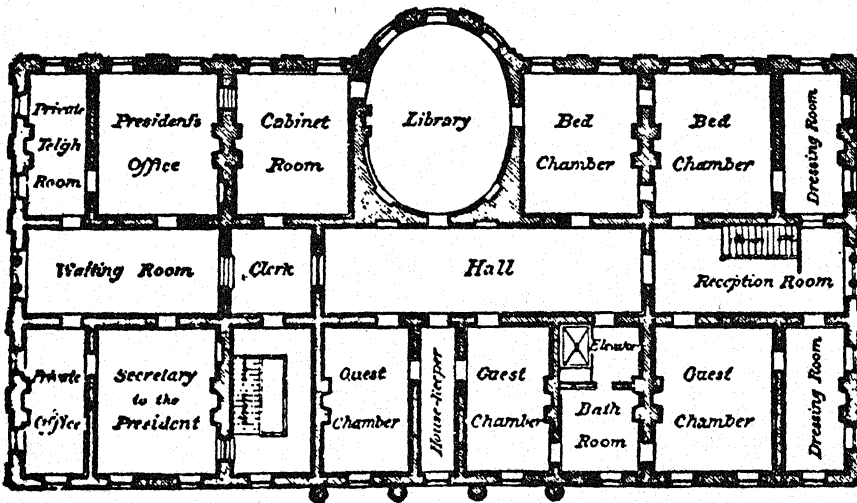 Private
Telgh
Room
President's
Office
Cabinet
Room
Library
Bed
Chamber
Bed
Chamber
Dressing Room
Waiting Room
Clerk
Hall
Reception Room
Private
Office
Secretary
to the
President
Guest
Chamber
House-keeper
Guest
Chamber
Elevator
Bath
Room
Guest
Chamber
Dressing Room